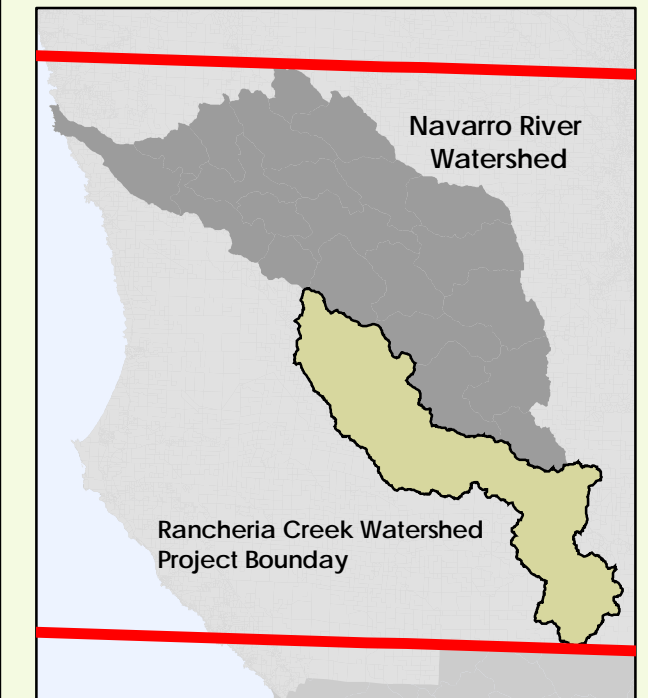 Navarro River
Watershed
Rancheria Creek Watershed
Project Bounday